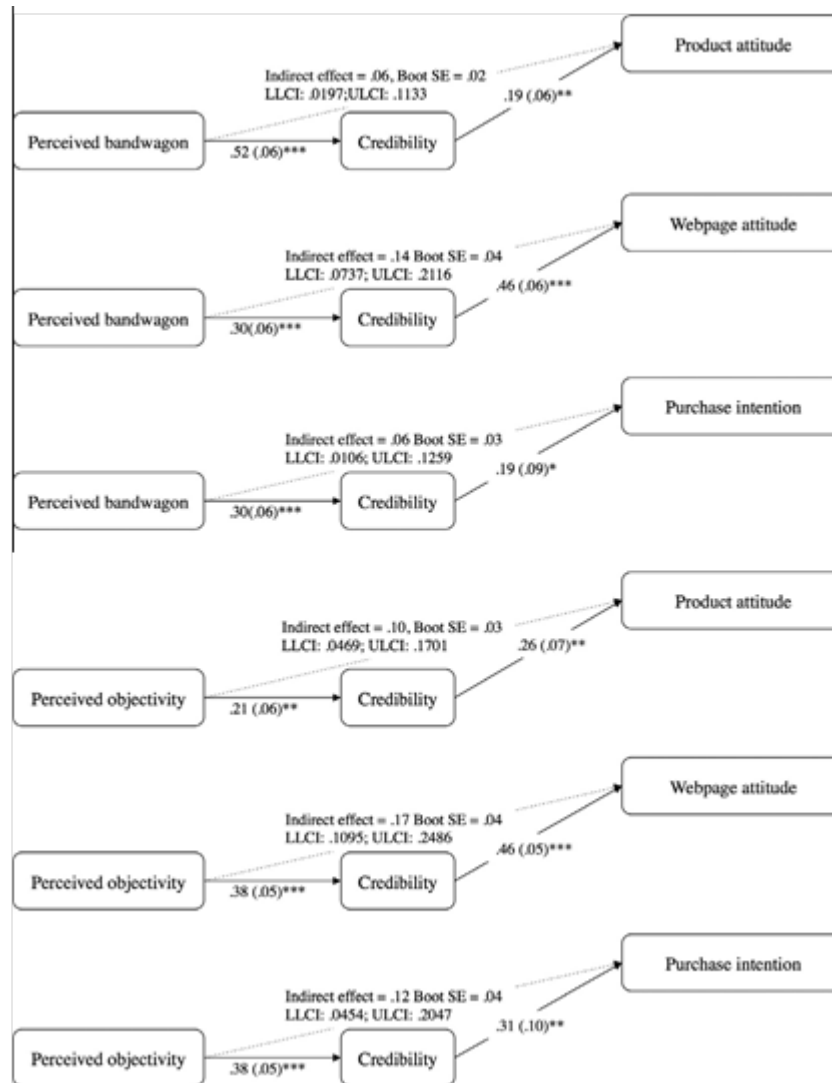 Product attitude
Indirect effect = .06, Boot SE = .02
LLCI: .0197;ULCI: .1133
.19 (.06)**
Perceived bandwagon
.52 (.06)***
Credibility
Webpage attitude
Indirect effect = .14 Boot SE = .04
LLCI: .0737; ULCI: .2116
.46 (.06)***
Perceived bandwagon
.30(.06)***
Credibility
Purchase intention
Indirect effect = .06 Boot SE = .03
LLCI: .0106; ULCI: .1259
.19 (.09)*
Perceived bandwagon
.30(.06)***
Credibility
Product attitude
Indirect effect = .10, Boot SE = .03
LLCI: .0469; ULCI: .1701
.26 (.07)**
Perceived objectivity
.21 (.06)**
Credibility
Webpage attitude
Indirect effect = .17 Boot SE = .04
LLCI: .1095; ULCI: .2486
.46 (.05)***
Perceived objectivity
.38 (.05)***
Credibility
Purchase intention
Indirect effect = .12 Boot SE = .04
LLCI: .0454; ULCI: .2047
.31 (.10)**
Perceived objectivity
.38 (.05)***
Credibility